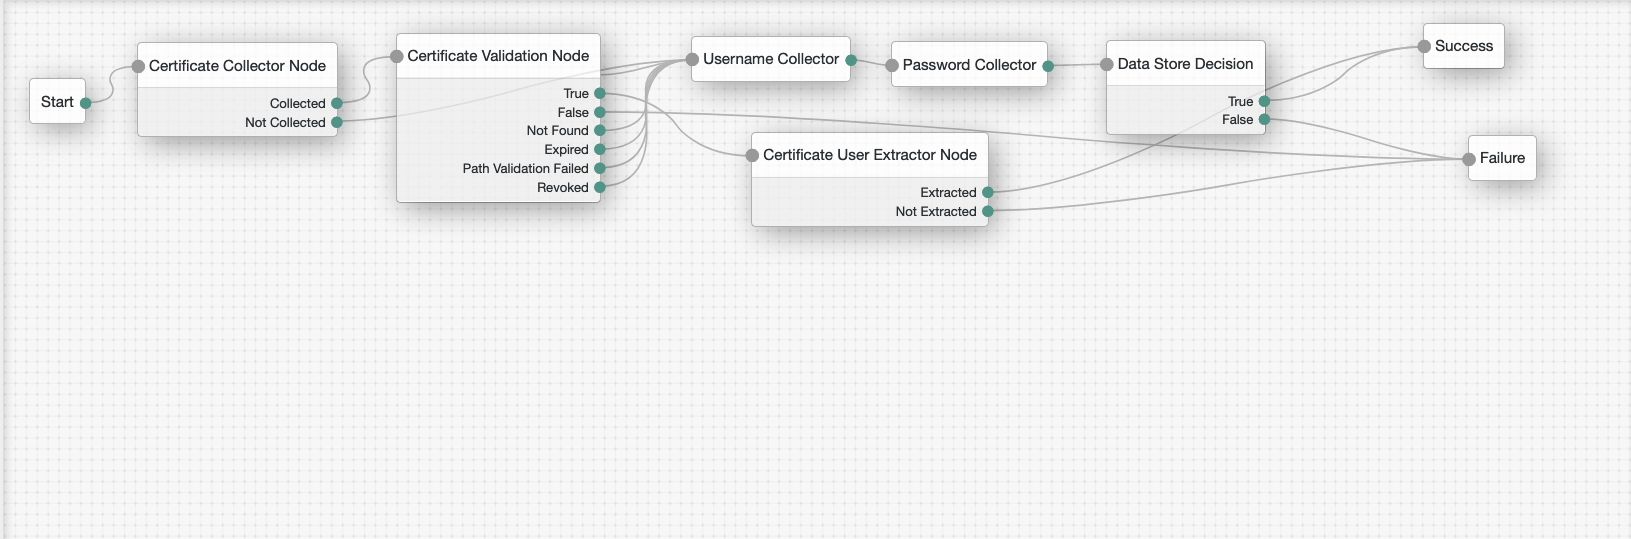 Start
Certificate Collector Node
Collected
Not Collected
Certificate Validation Node
True
False
Not Found
Expired
Path Validation Failed
Revoked
Username Collector
Password Collector
Certificate User Extractor Node
Extracted
Not Extracted
Data Store Decision
True
False
Success
Failure